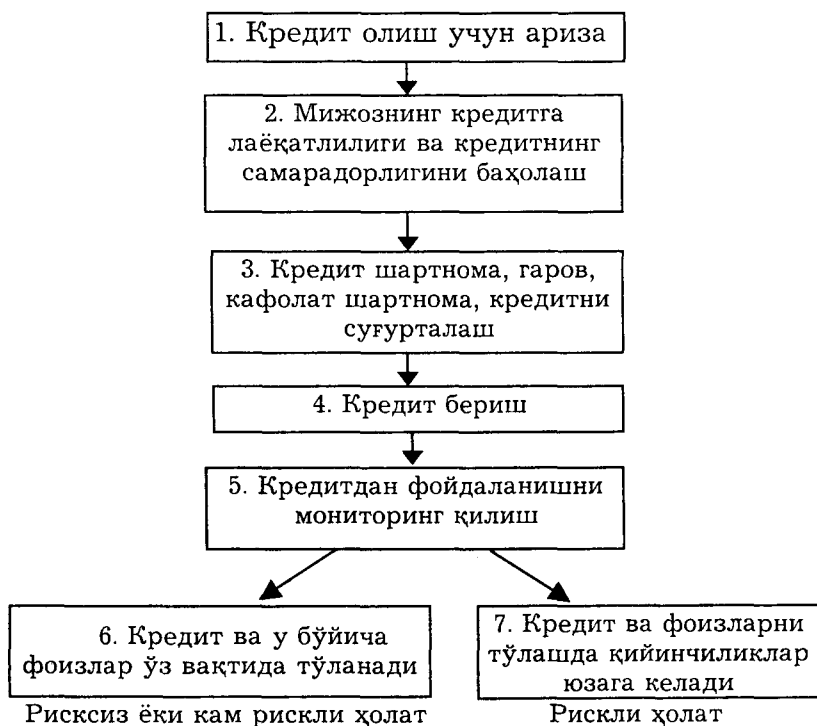 1. Кредит олиш учун ариза
2. Мижознинг кредитга
лаёқатлилиги ва кредитнинг
самарадорлигини баҳолаш
3. Кредит шартнома, гаров,
кафолат шартнома, кредитни
суғурталаш
4. Кредит бериш
5. Кредитдан фойдаланишни
мониторинг қилиш
6. Кредит ва у бўйича
фоизлар ўз вақтида тўланади
Рисксиз ёки кам рискли ҳолат
7. Кредит ва фоизларни
тўлашда қийинчиликлар
юзага келади
Рискли ҳолат